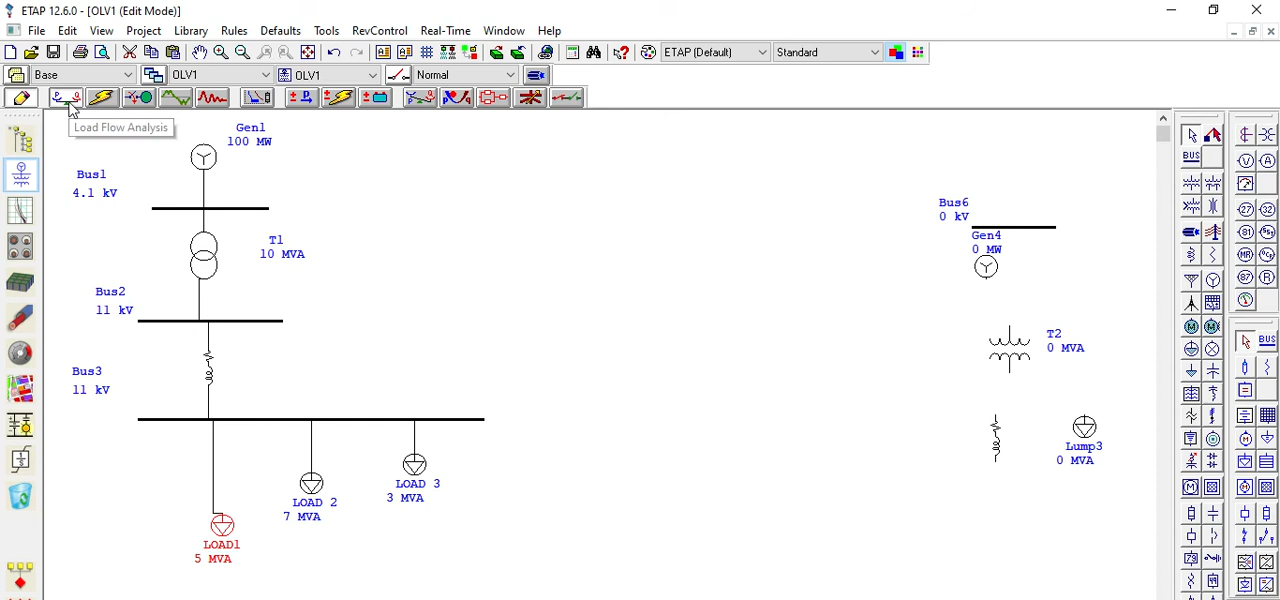 ETAP 12.6.0 - [OLV1 (Edit Mode)]
File Edit View Project Library Rules Defaults Tools RevControl Real-Time Window Help
ETAP (Default) Standard
Base OLV1 OLV1 Normal
Load Flow Analysis
Gen1
100 MW
Bus1
4.1 kV
T1
10 MVA
Bus2
11 kV
Bus3
11 kV
LOAD 3
3 MVA
LOAD 2
7 MVA
LOAD1
5 MVA
Bus6
0 kV
Gen4
0 MW
T2
0 MVA
Lump3
0 MVA
BUS
BUS